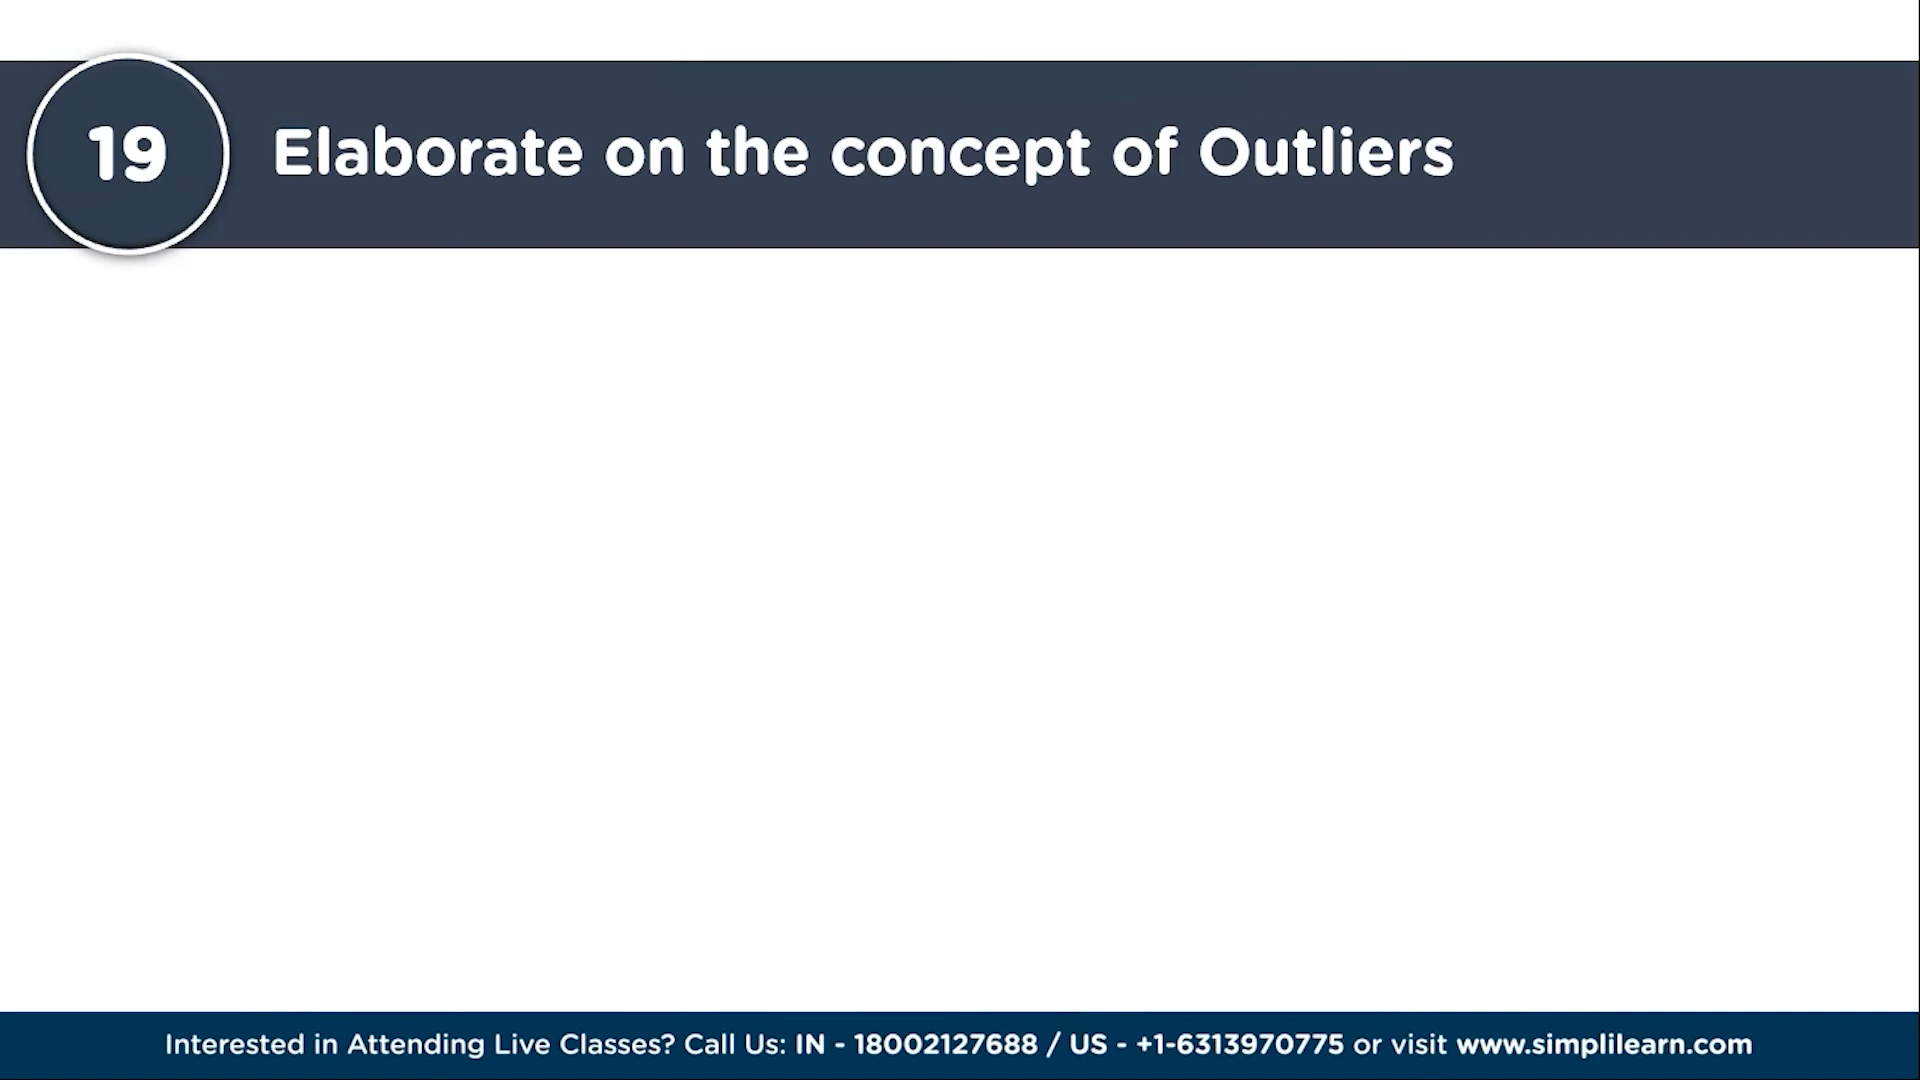 19
Elaborate on the concept of Outliers
Interested in Attending Live Classes? Call Us: IN - 18002127688 / US - +1-6313970775 or visit www.simplilearn.com